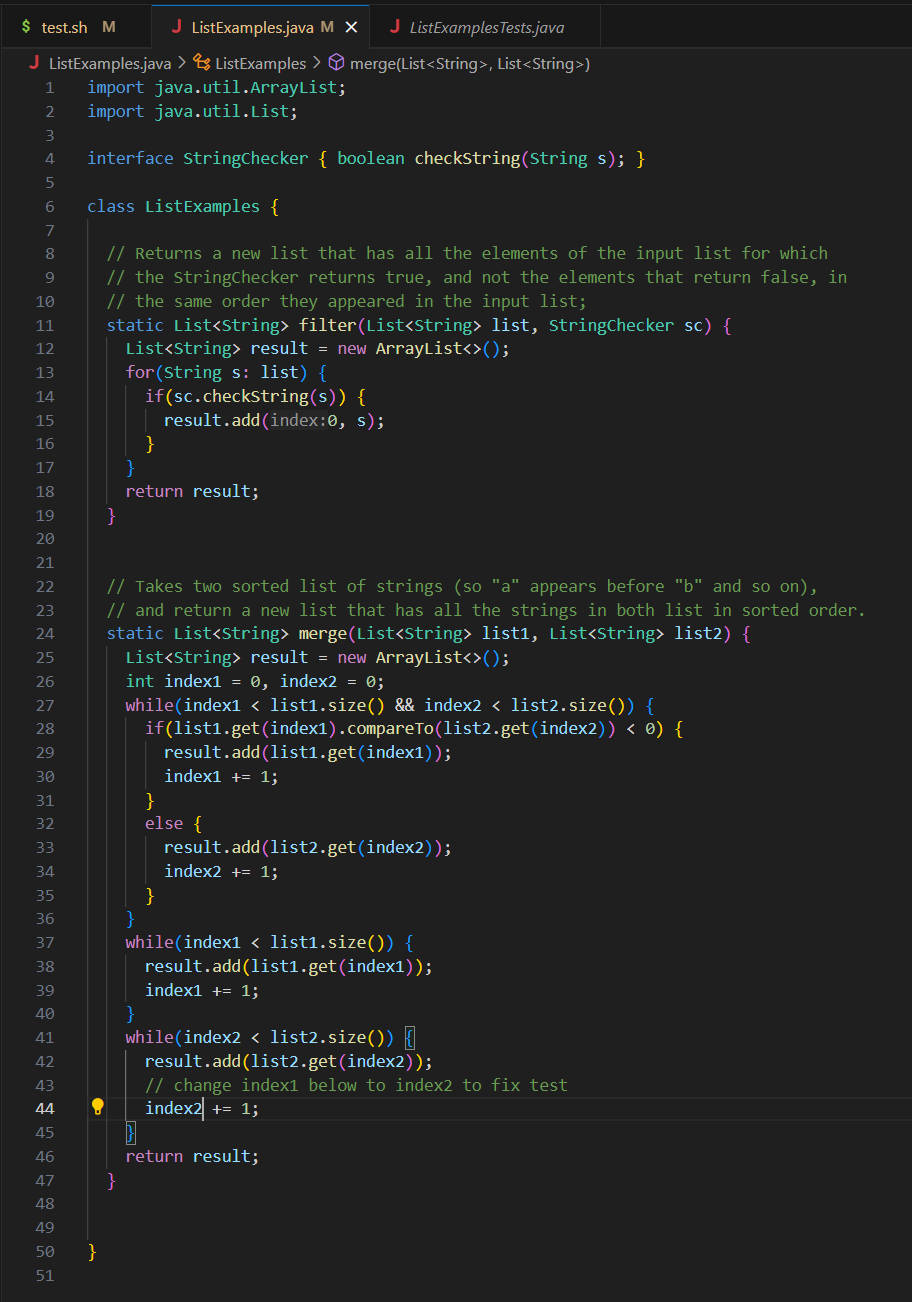 $ test.sh M J ListExamples.java M × J ListExamplesTests.java
J ListExamples.java > ListExamples > merge(List<String>, List<String>)
1 import java.util.ArrayList;
2 import java.util.List;
3
4 interface StringChecker { boolean checkString(String s); }
5
6 class ListExamples {
7
8 // Returns a new list that has all the elements of the input list for which
9 // the StringChecker returns true, and not the elements that return false, in
10 // the same order they appeared in the input list;
11 static List<String> filter(List<String> list, StringChecker sc) {
12 List<String> result = new ArrayList<>();
13 for(String s: list) {
14 if(sc.checkString(s)) {
15 result.add(index:0, s);
16 }
17 }
18 return result;
19 }
20
21
22 // Takes two sorted list of strings (so "a" appears before "b" and so on),
23 // and return a new list that has all the strings in both list in sorted order.
24 static List<String> merge(List<String> list1, List<String> list2) {
25 List<String> result = new ArrayList<>();
26 int index1 = 0, index2 = 0;
27 while(index1 < list1.size() && index2 < list2.size()) {
28 if(list1.get(index1).compareTo(list2.get(index2)) < 0) {
29 result.add(list1.get(index1));
30 index1 += 1;
31 }
32 else {
33 result.add(list2.get(index2));
34 index2 += 1;
35 }
36 }
37 while(index1 < list1.size()) {
38 result.add(list1.get(index1));
39 index1 += 1;
40 }
41 while(index2 < list2.size()) {
42 result.add(list2.get(index2));
43 // change index1 below to index2 to fix test
44 index2 += 1;
45 }
46 return result;
47 }
48
49
50 }
51